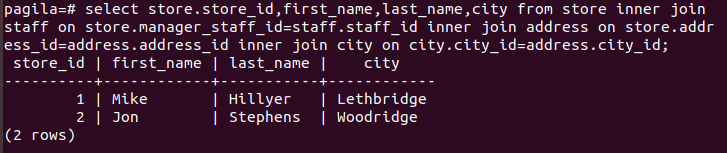 pagila=# select store.store_id,first_name,last_name,city from store inner join
staff on store.manager_staff_id=staff.staff_id inner join address on store.addr
ess_id=address.address_id inner join city on city.city_id=address.city_id;
 store_id | first_name | last_name |    city
----------+------------+-----------+------------
        1 | Mike       | Hillyer   | Lethbridge
        2 | Jon        | Stephens  | Woodridge
(2 rows)